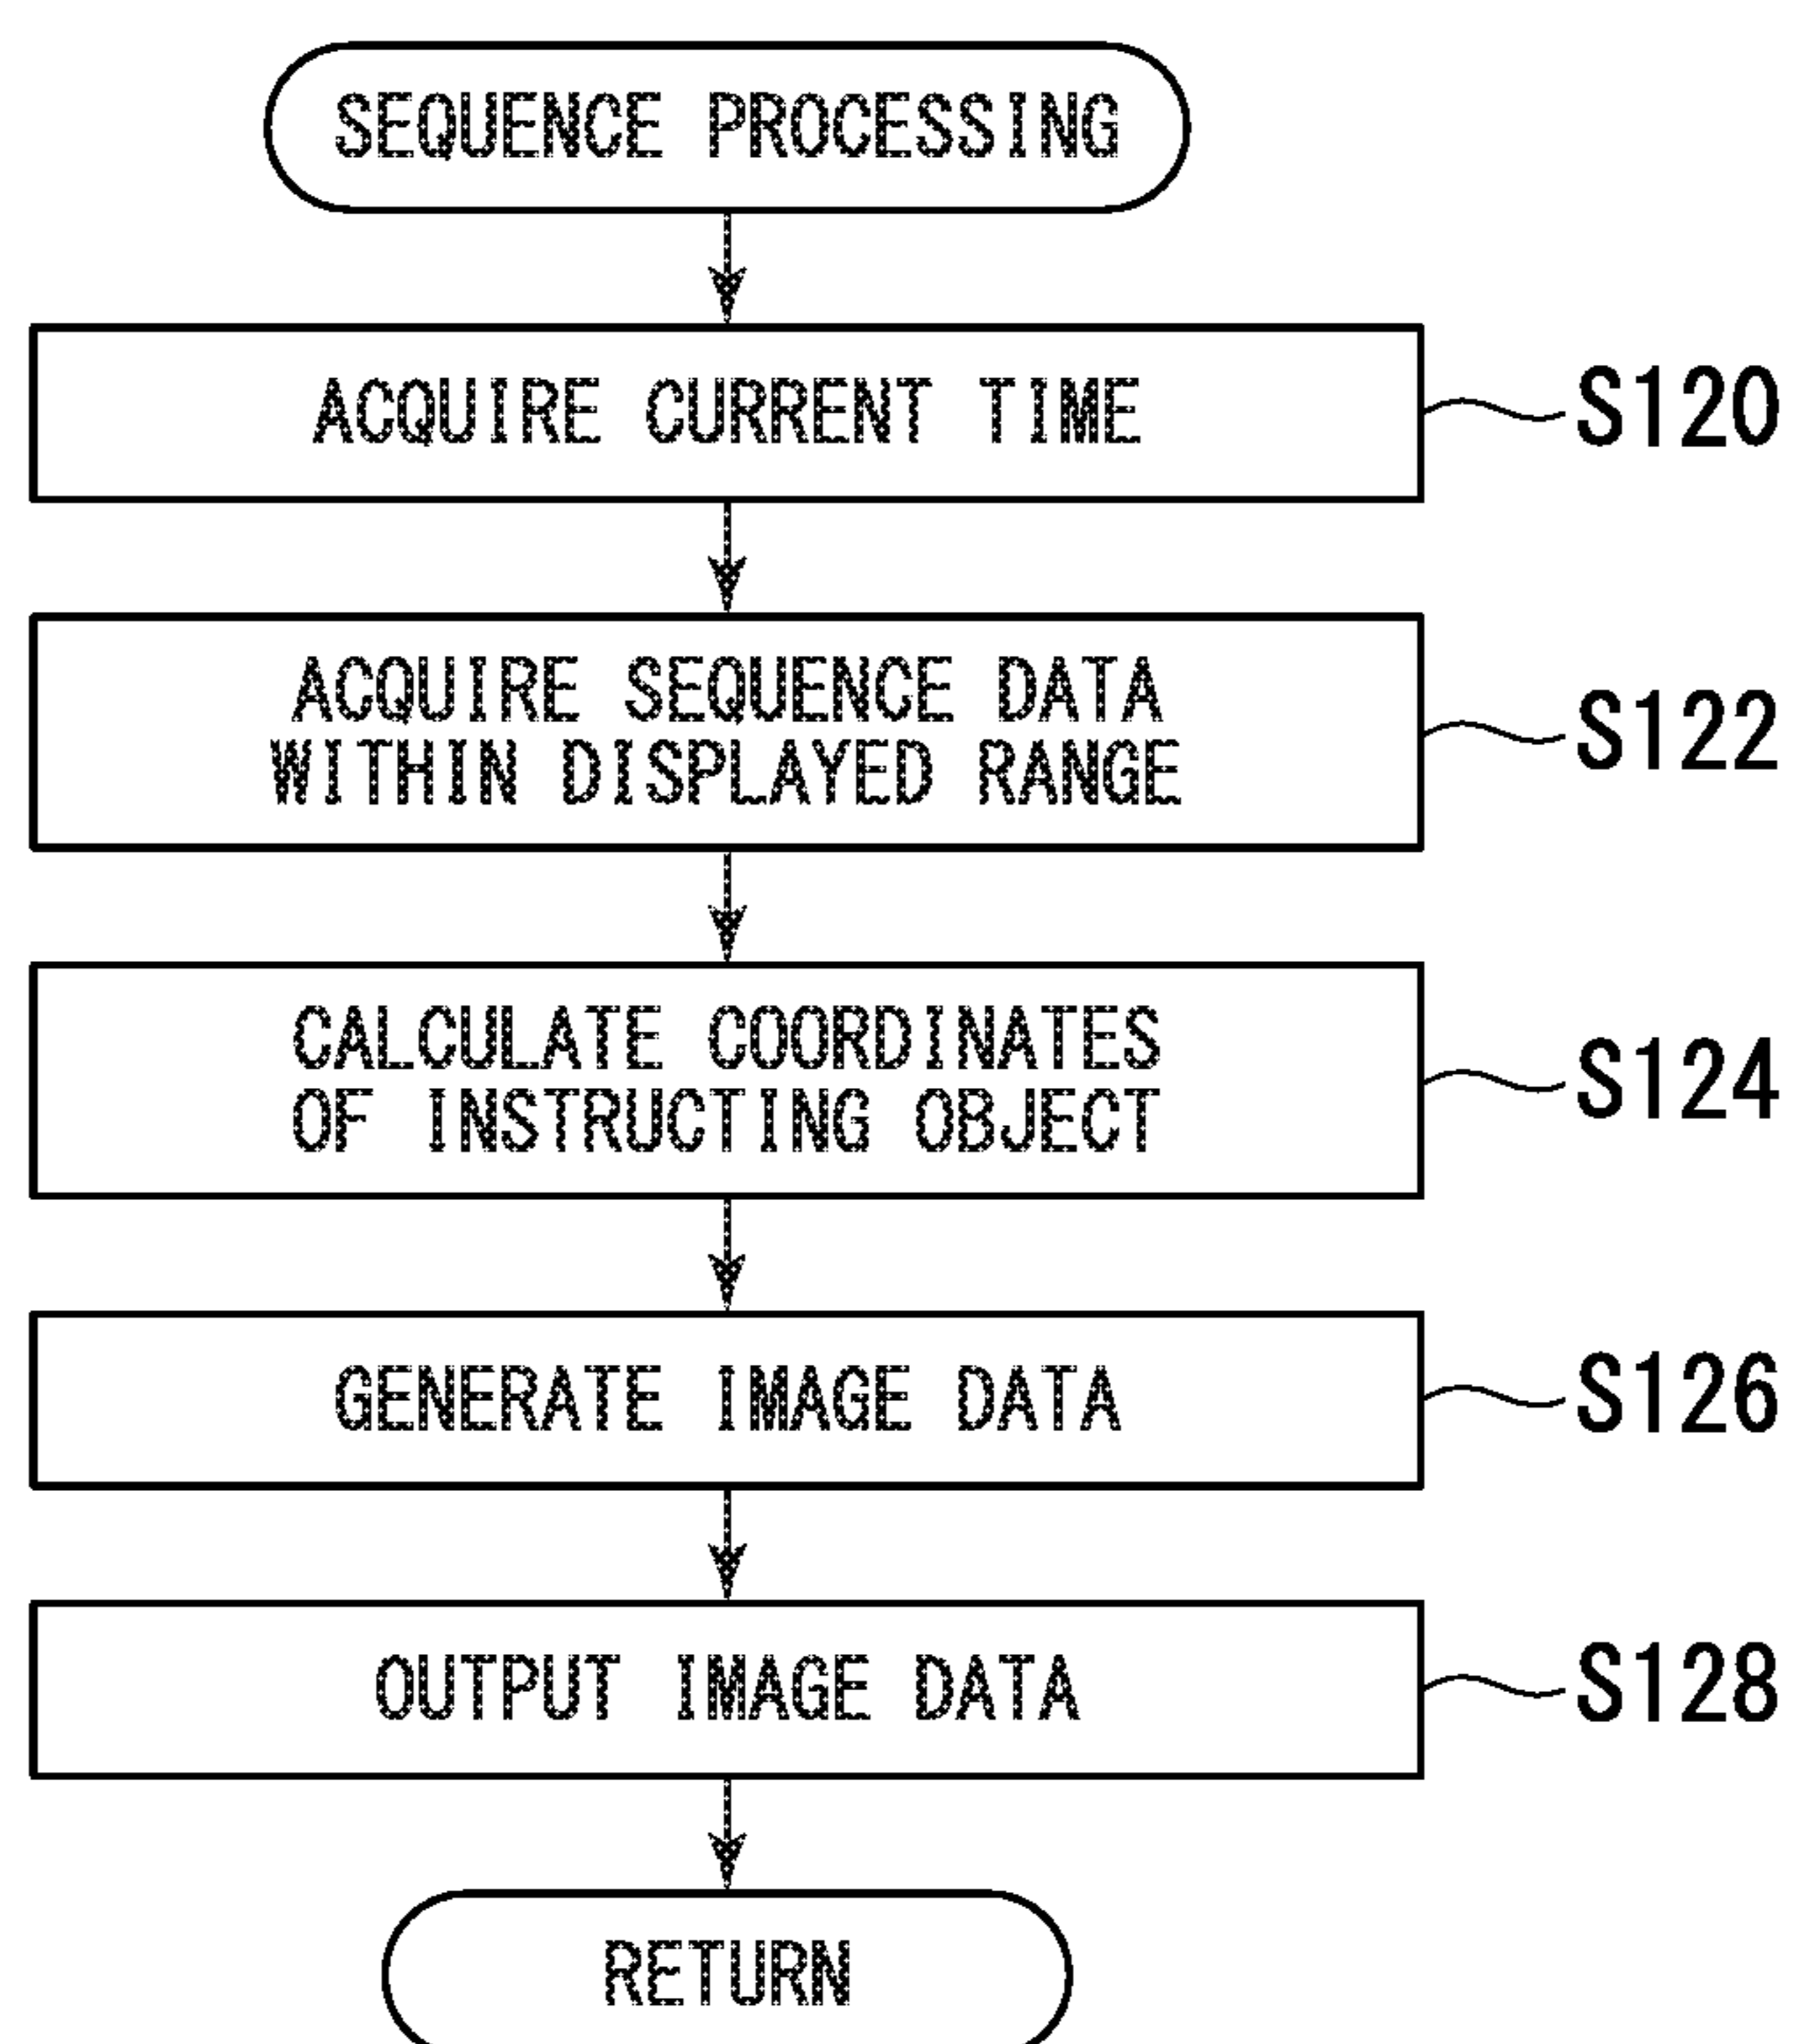 SEQUENCE PROCESSING
ACQUIRE CURRENT TIME
S120
ACQUIRE SEQUENCE DATA
WITHIN DISPLAYED RANGE
S122
CALCULATE COORDINATES
OF INSTRUCTING OBJECT
S124
GENERATE IMAGE DATA
S126
OUTPUT IMAGE DATA
S128
RETURN